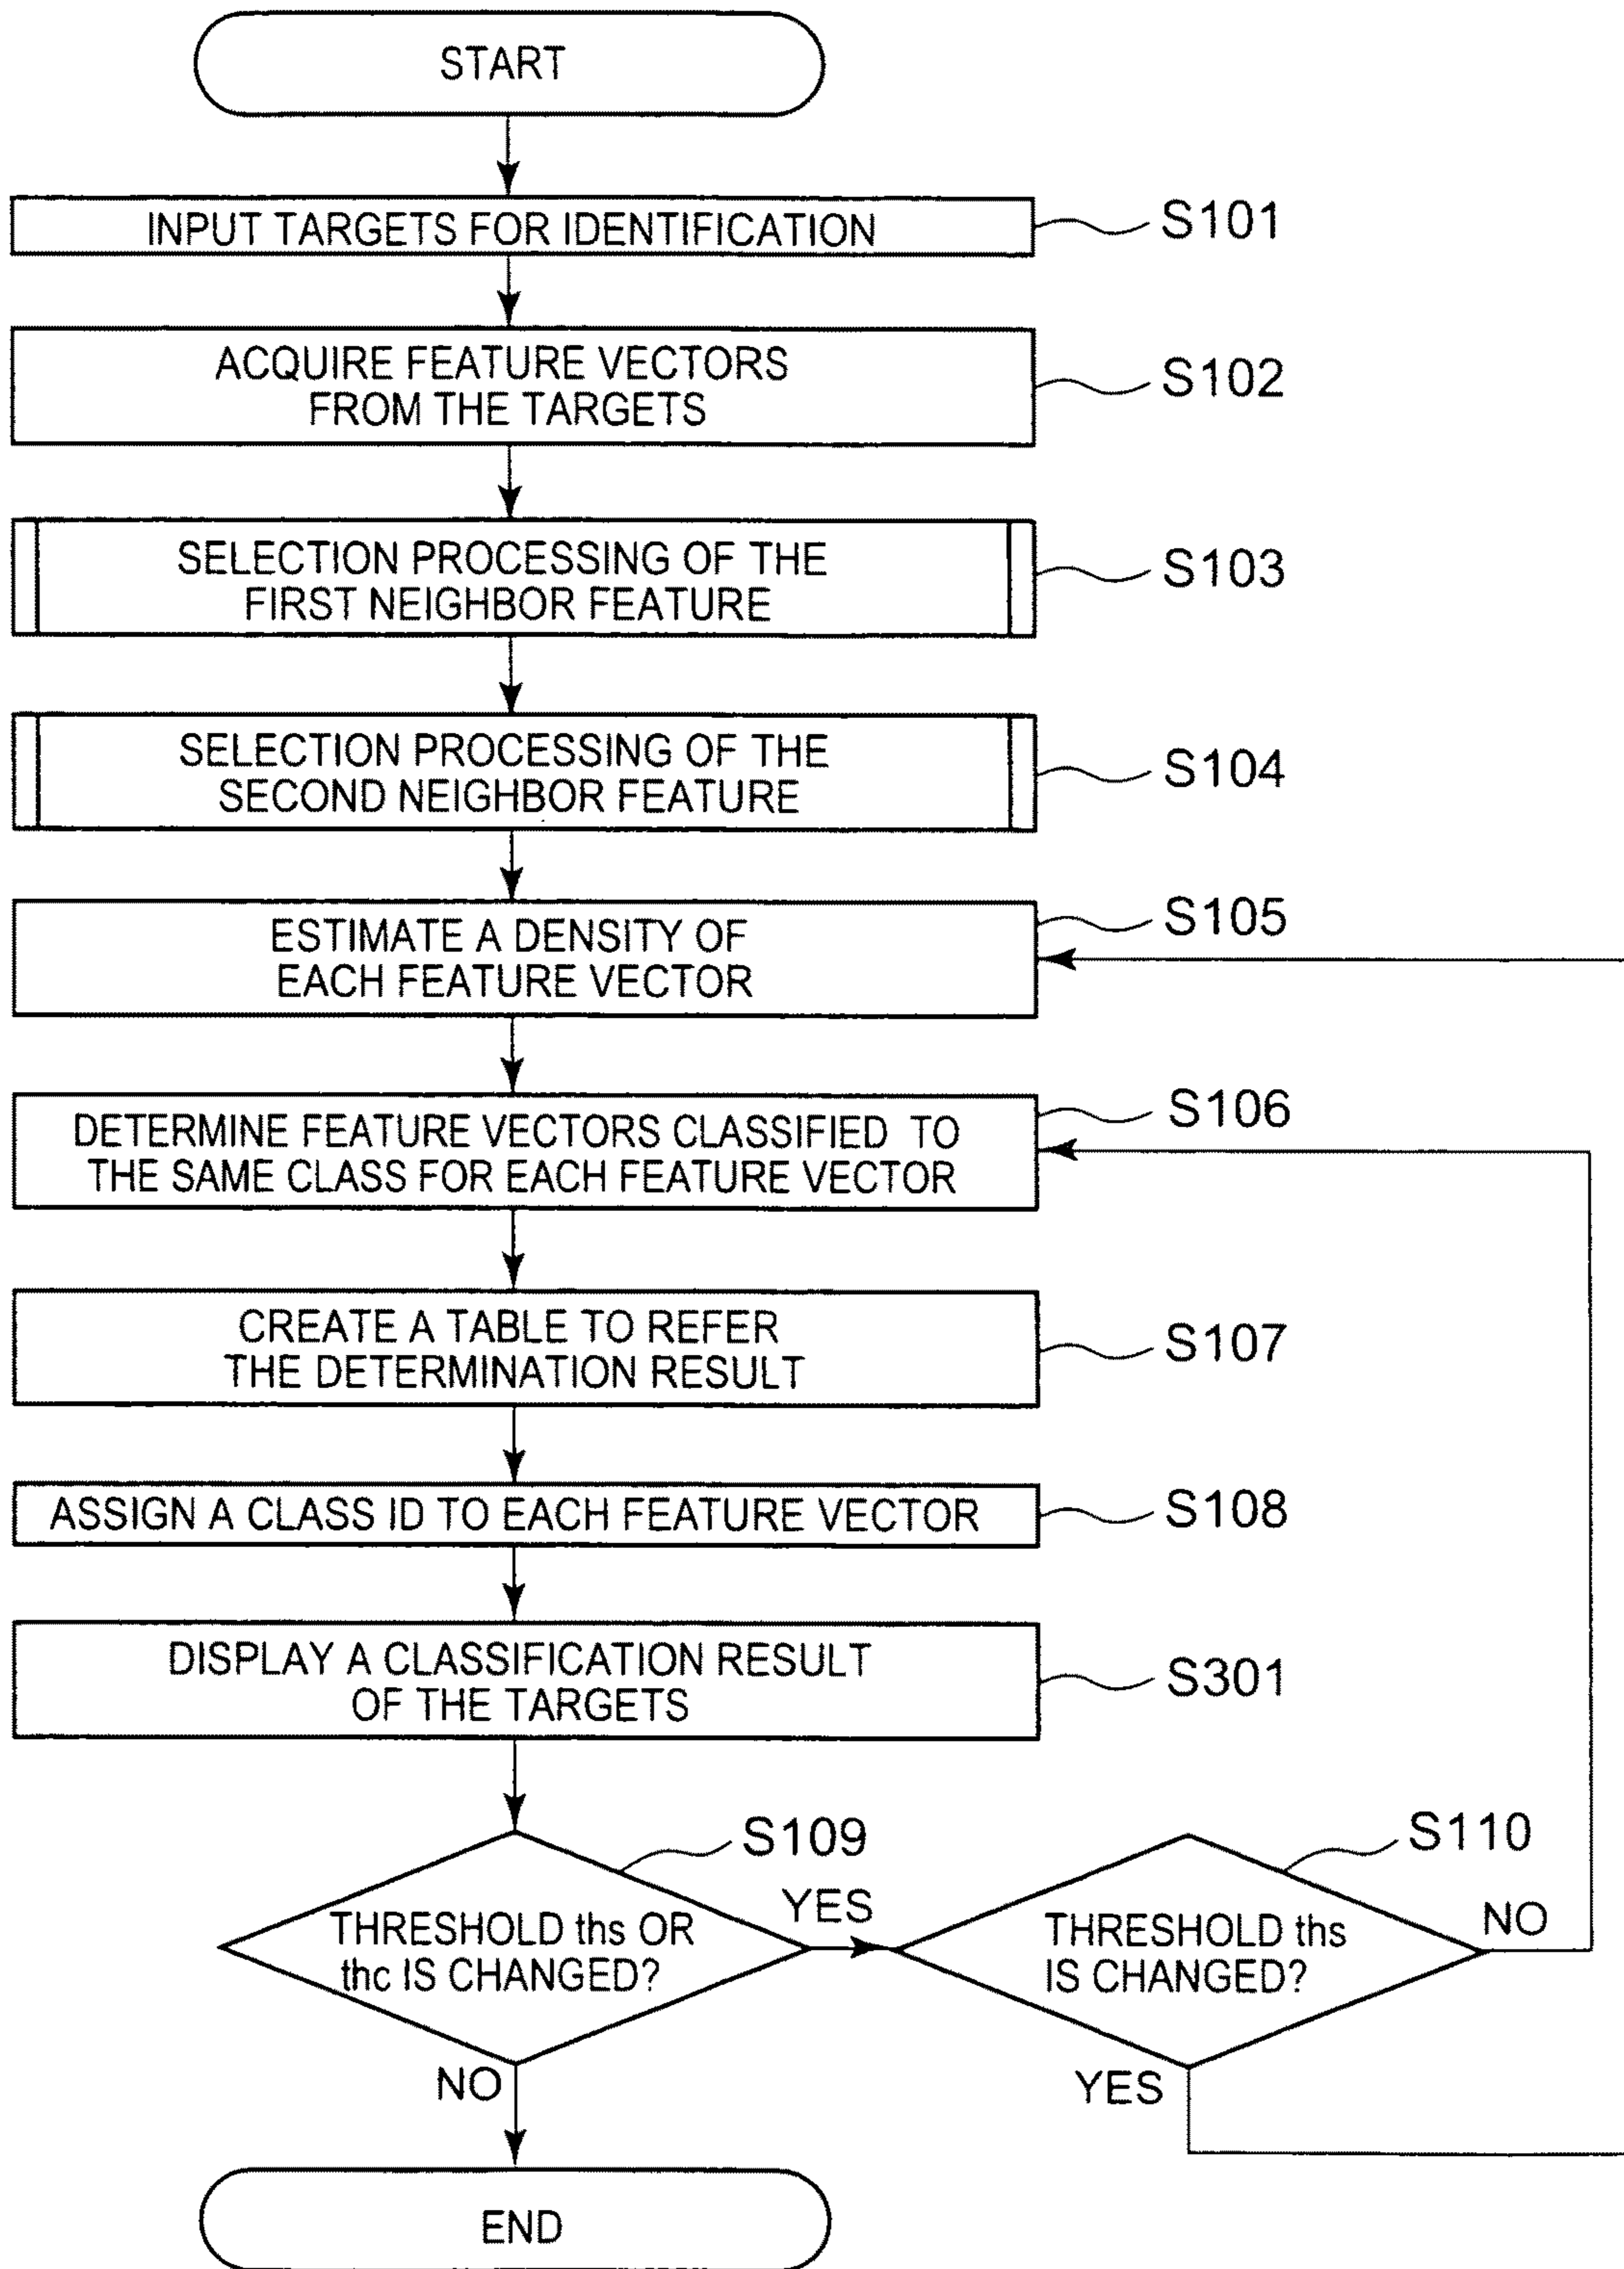 START
INPUT TARGETS FOR IDENTIFICATION
S101
ACQUIRE FEATURE VECTORS
FROM THE TARGETS
S102
SELECTION PROCESSING OF THE
FIRST NEIGHBOR FEATURE
S103
SELECTION PROCESSING OF THE
SECOND NEIGHBOR FEATURE
S104
ESTIMATE A DENSITY OF
EACH FEATURE VECTOR
S105
DETERMINE FEATURE VECTORS CLASSIFIED TO
THE SAME CLASS FOR EACH FEATURE VECTOR
S106
CREATE A TABLE TO REFER
THE DETERMINATION RESULT
S107
ASSIGN A CLASS ID TO EACH FEATURE VECTOR
S108
DISPLAY A CLASSIFICATION RESULT
OF THE TARGETS
S301
THRESHOLD ths OR
thc IS CHANGED?
S109
YES
NO
THRESHOLD ths
IS CHANGED?
S110
NO
YES
END